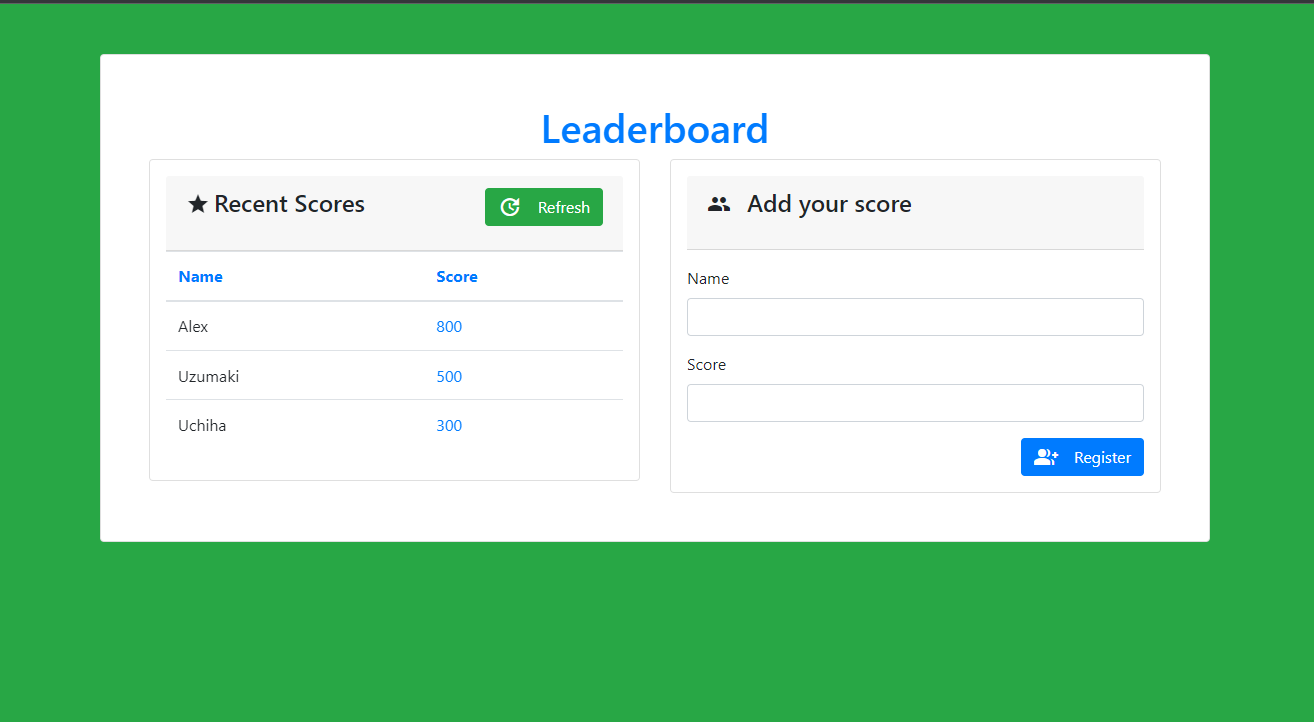 Leaderboard
Recent Scores
Refresh
Name Score
Alex 800
Uzumaki 500
Uchiha 300
Add your score
Name
Score
Register